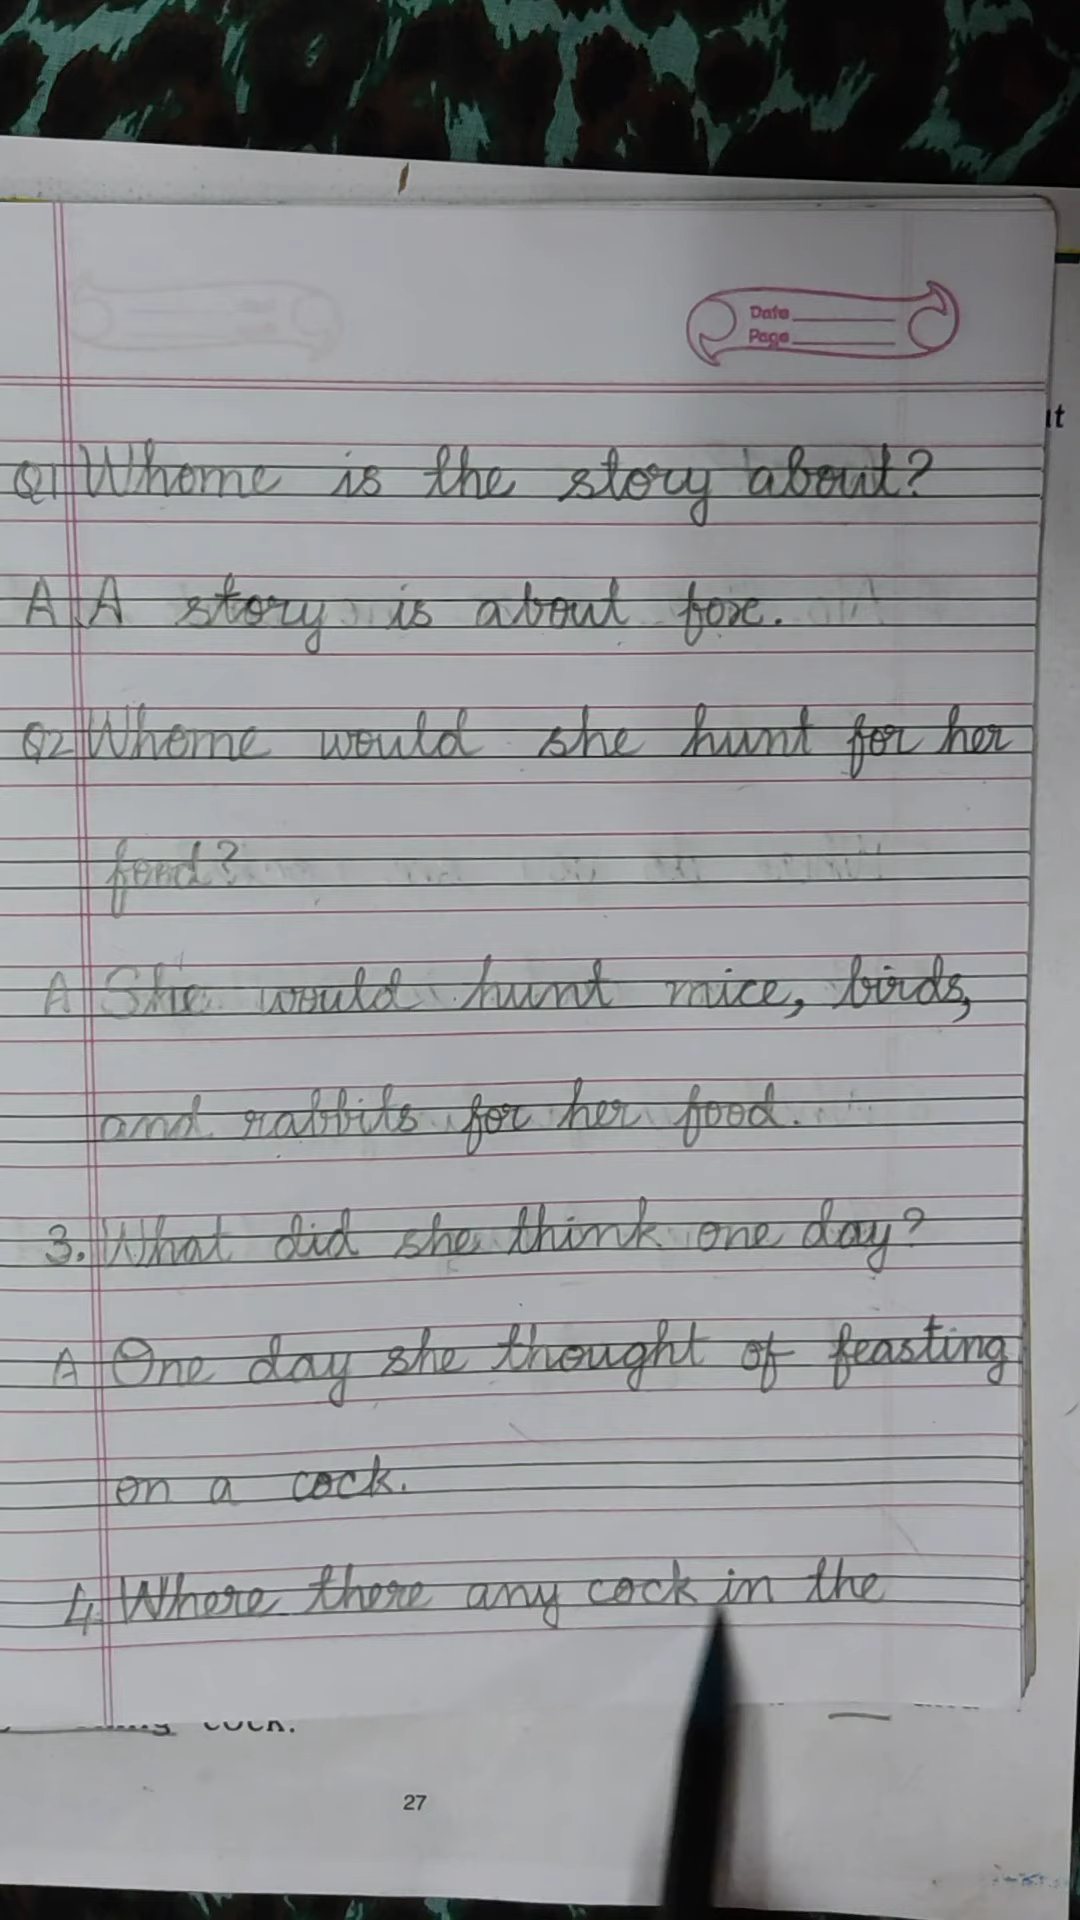 Date
Page
Q1 Whome is the story about?
A A story is about fox.
Q2 Whome would she hunt for her
food?
A She would hunt mice, birds,
and rabbits for her food.
3. What did she think one day?
A One day she thought of feasting
on a cock.
4. Where there any cock in the
27